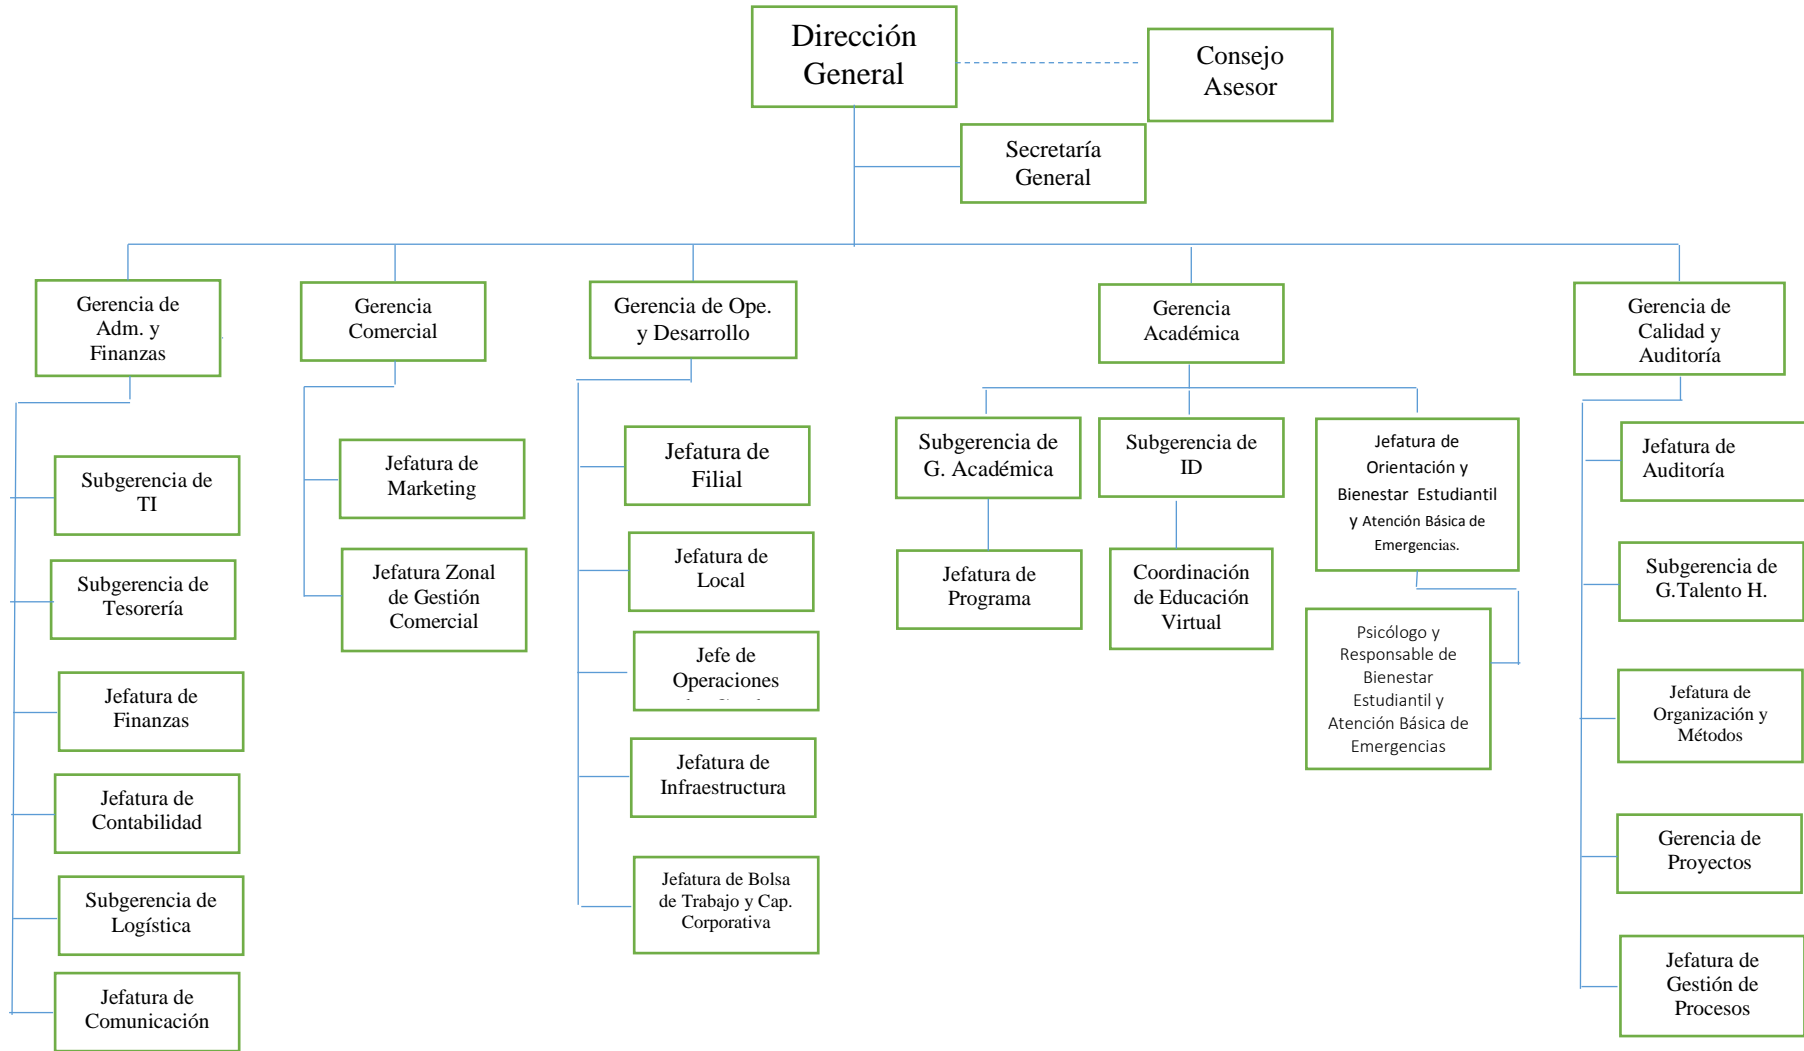 Dirección
General
Consejo
Asesor
Secretaría
General
Gerencia de
Adm. y
Finanzas
Gerencia
Comercial
Gerencia de Ope.
y Desarrollo
Gerencia
Académica
Gerencia de
Calidad y
Auditoría
Subgerencia de
TI
Subgerencia de
Tesorería
Jefatura de
Finanzas
Jefatura de
Contabilidad
Subgerencia de
Logística
Jefatura de
Comunicación
Jefatura de
Marketing
Jefatura Zonal
de Gestión
Comercial
Jefatura de
Filial
Jefatura de
Local
Jefe de
Operaciones
Jefatura de
Infraestructura
Jefatura de Bolsa
de Trabajo y Cap.
Corporativa
Subgerencia de
G. Académica
Jefatura de
Programa
Subgerencia de
ID
Coordinación
de Educación
Virtual
Jefatura de
Orientación y
Bienestar Estudiantil
y Atención Básica de
Emergencias.
Psicólogo y
Responsable de
Bienestar
Estudiantil y
Atención Básica de
Emergencias
Jefatura de
Auditoría
Subgerencia de
G.Talento H.
Jefatura de
Organización y
Métodos
Gerencia de
Proyectos
Jefatura de
Gestión de
Procesos